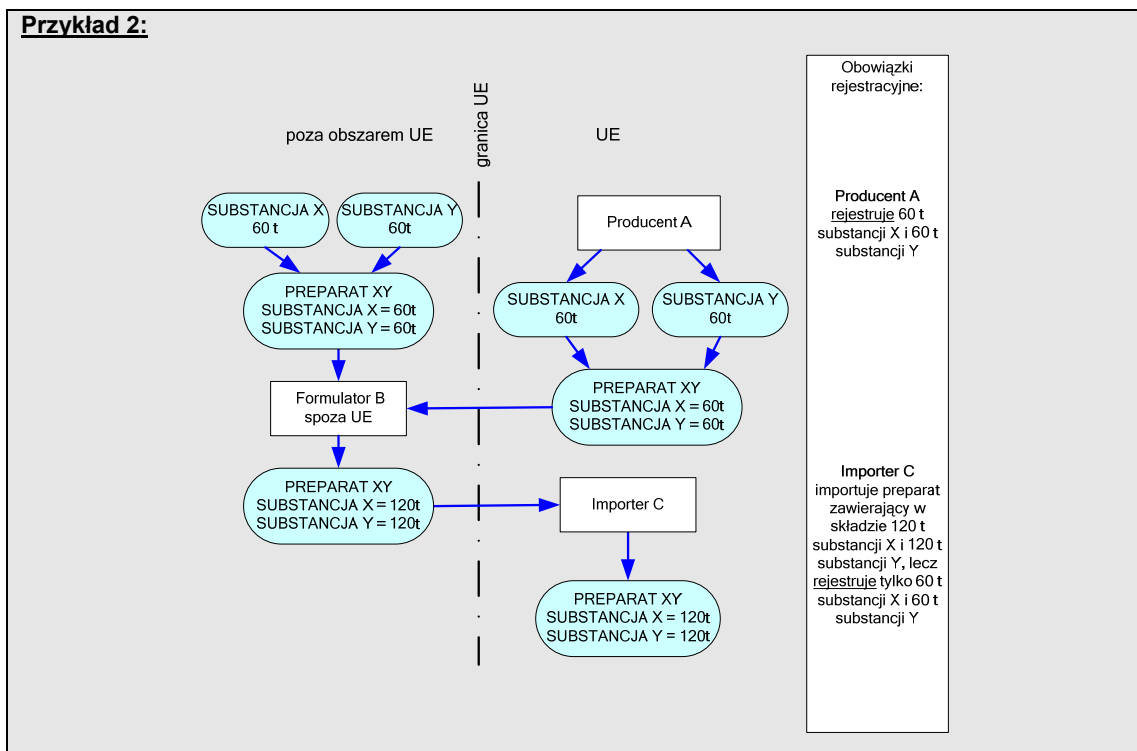 Przykład 2:
poza obszarem UE
granica UE
UE
SUBSTANCJA X
60 t
SUBSTANCJA Y
60t
PREPARAT XY
SUBSTANCJA X = 60t
SUBSTANCJA Y = 60t
Formulator B
spoza UE
PREPARAT XY
SUBSTANCJA X = 120t
SUBSTANCJA Y = 120t
Producent A
SUBSTANCJA X
60t
SUBSTANCJA Y
60t
PREPARAT XY
SUBSTANCJA X = 60t
SUBSTANCJA Y = 60t
Importer C
PREPARAT XY
SUBSTANCJA X = 120t
SUBSTANCJA Y = 120t
Obowiązki
rejestracyjne:
Producent A
rejestruje 60 t
substancji X i 60 t
substancji Y
Importer C
importuje preparat
zawierający w
składzie 120 t
substancji X i 120 t
substancji Y, lecz
rejestruje tylko 60 t
substancji X i 60 t
substancji Y